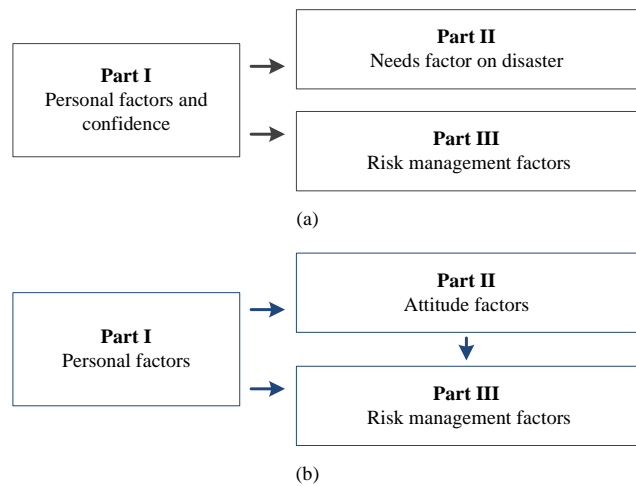 Part I
Personal factors and
confidence
Part II
Needs factor on disaster
Part III
Risk management factors
(a)
Part I
Personal factors
Part II
Attitude factors
Part III
Risk management factors
(b)